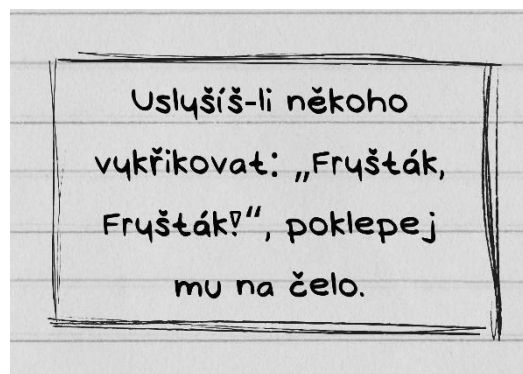 Uslyšíš-li někoho
vykřikovat: „Fryšták,
Fryšták!“, poklepej
mu na čelo.